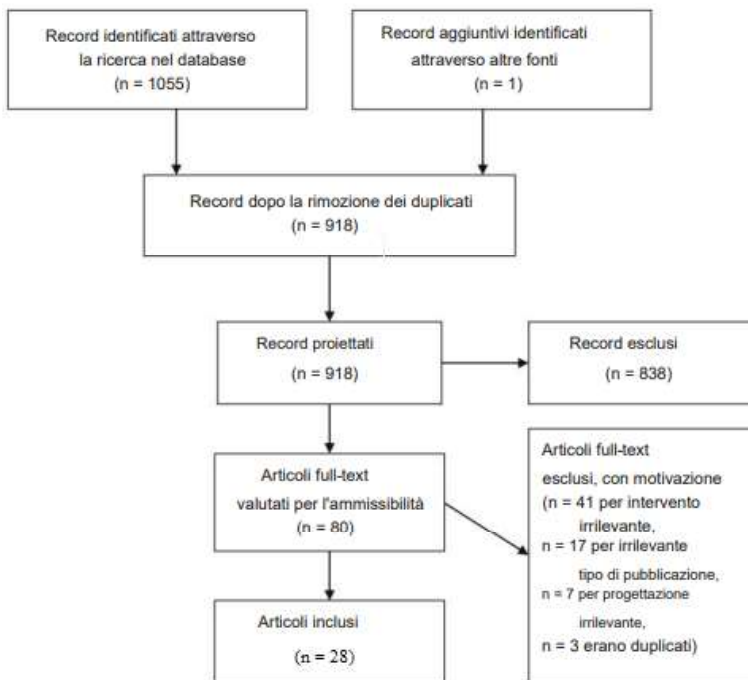 Record identificati attraverso
la ricerca nel database
(n = 1055)
Record aggiuntivi identificati
attraverso altre fonti
(n = 1)
Record dopo la rimozione dei duplicati
(n = 918)
Record proiettati
(n = 918)
Record esclusi
(n = 838)
Articoli full-text
valutati per l'ammissibilità
(n = 80)
Articoli full-text
esclusi, con motivazione
(n = 41 per intervento
irrilevante,
n = 17 per irrilevante
tipo di pubblicazione,
n = 7 per progettazione
irrilevante,
n = 3 erano duplicati)
Articoli inclusi
(n = 28)